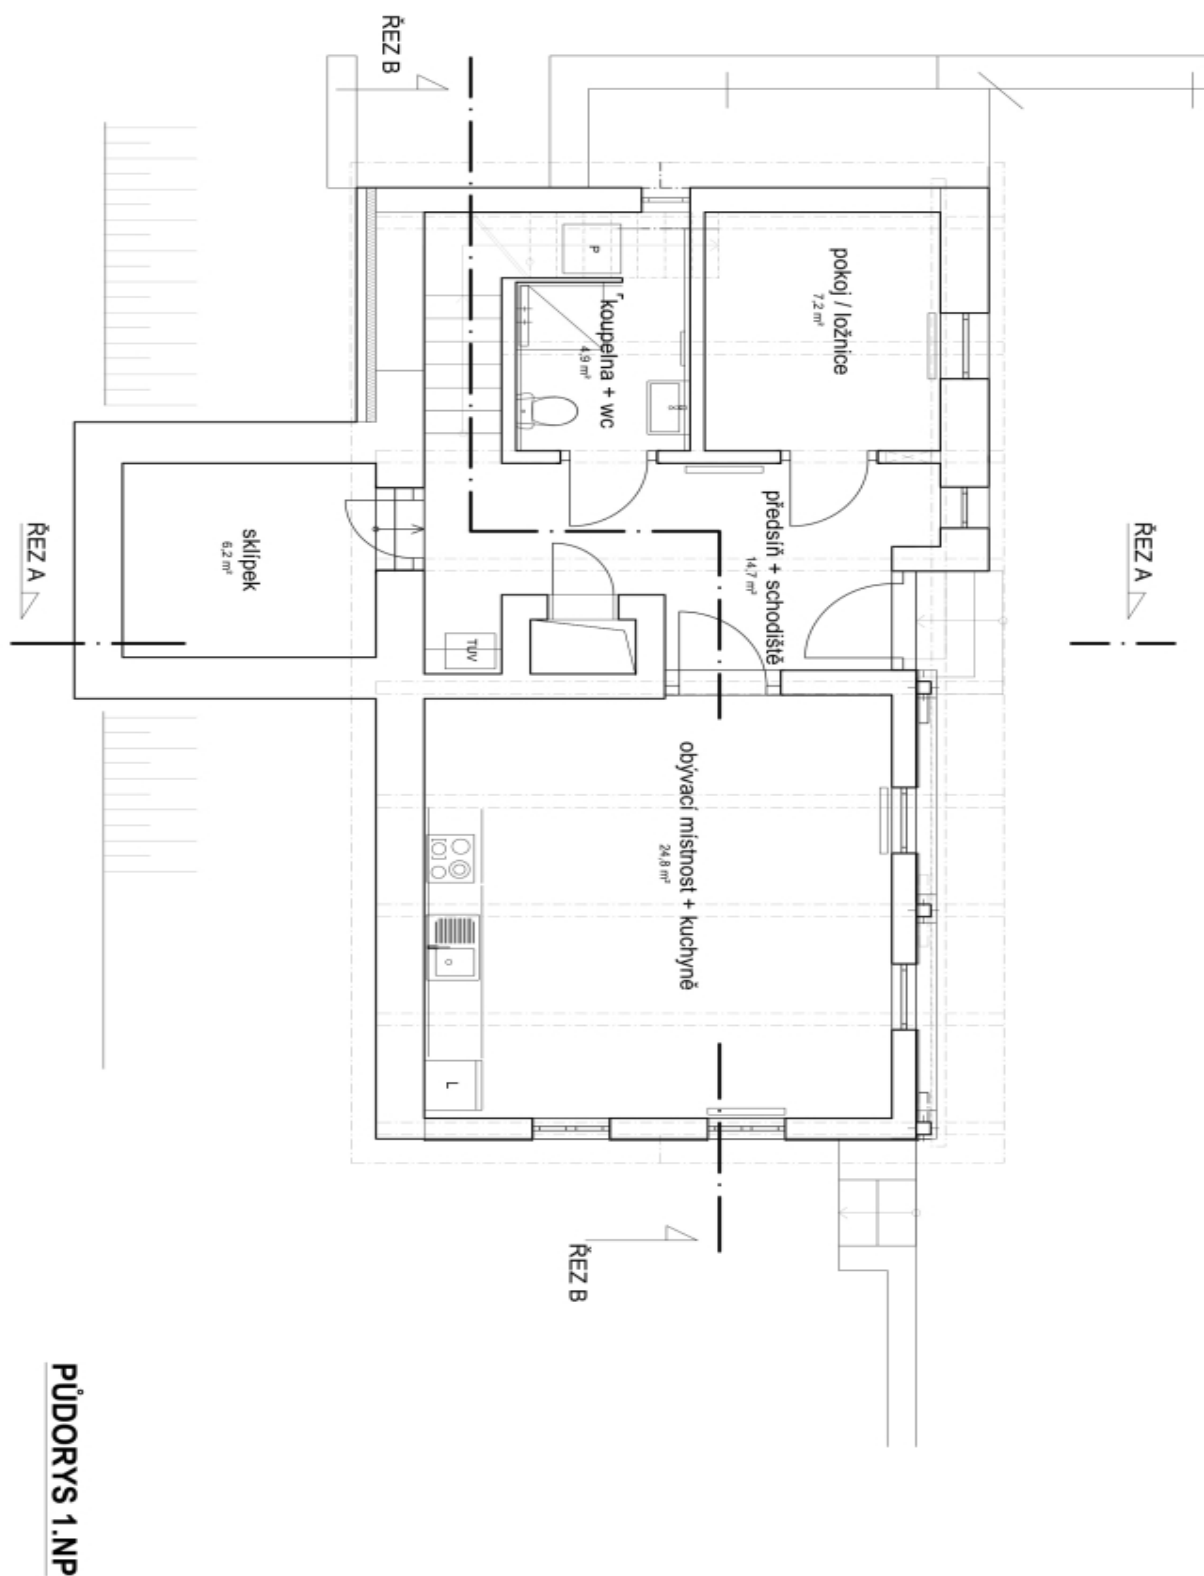 ŘEZ B
P
koupelna + wc
4,9 m²
pokoj / ložnice
7,2 m²
ŘEZ A
sklípek
6,2 m²
předsíň + schodiště
14,7 m²
ŘEZ A
TUV
obývací místnost + kuchyně
24,8 m²
L
ŘEZ B
PŮDORYS 1.NP